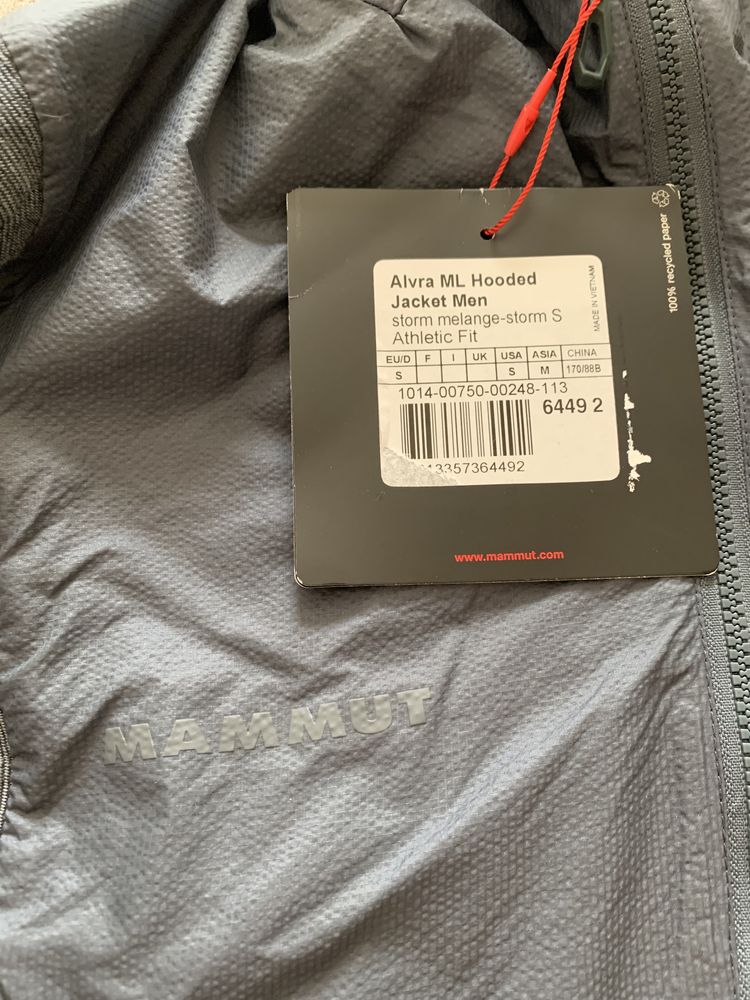 100% recycled paper
Alvra ML Hooded
Jacket Men
storm melange-storm S
Athletic Fit
MADE IN VIETNAM
EU/D F I UK USA ASIA CHINA
S S M 170/88B
1014-00750-00248-113
6449 2
13357364492
www.mammut.com
MAMMUT